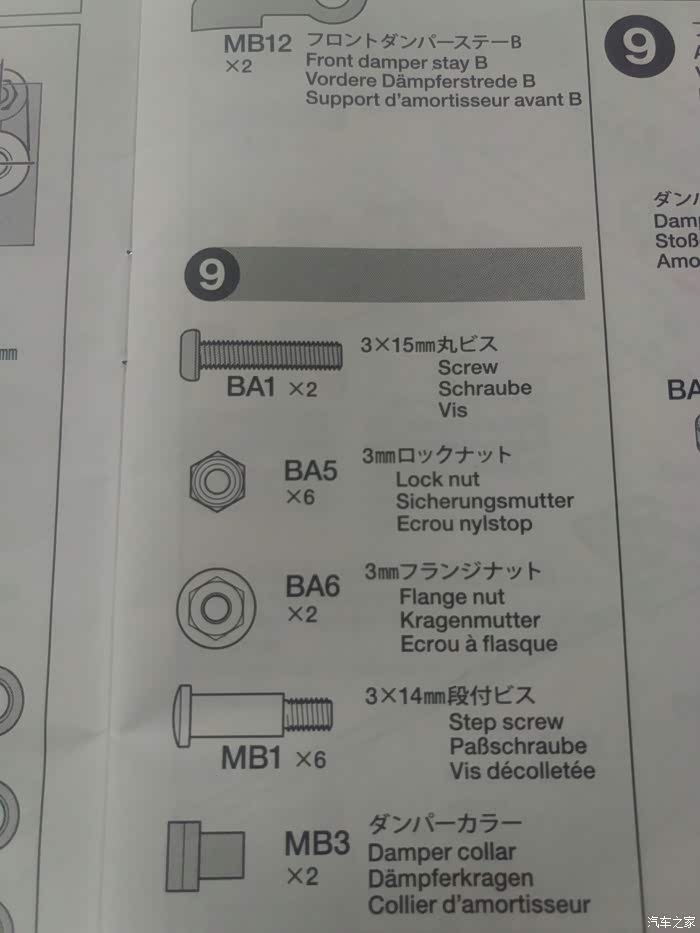 MB12
×2
フロントダンパーステーB
Front damper stay B
Vordere Dämpferstrede B
Support d'amortisseur avant B
9
BA1 ×2
3×15mm丸ビス
Screw
Schraube
Vis
BA5
×6
3mmロックナット
Lock nut
Sicherungsmutter
Ecrou nylstop
BA6
×2
3mmフランジナット
Flange nut
Kragenmutter
Ecrou à flasque
MB1 ×6
3×14mm段付ビス
Step screw
Paßschraube
Vis décolletée
MB3
×2
ダンパーカラー
Damper collar
Dämpferkragen
Collier d'amortisseur
mm
9
BA
汽车之家